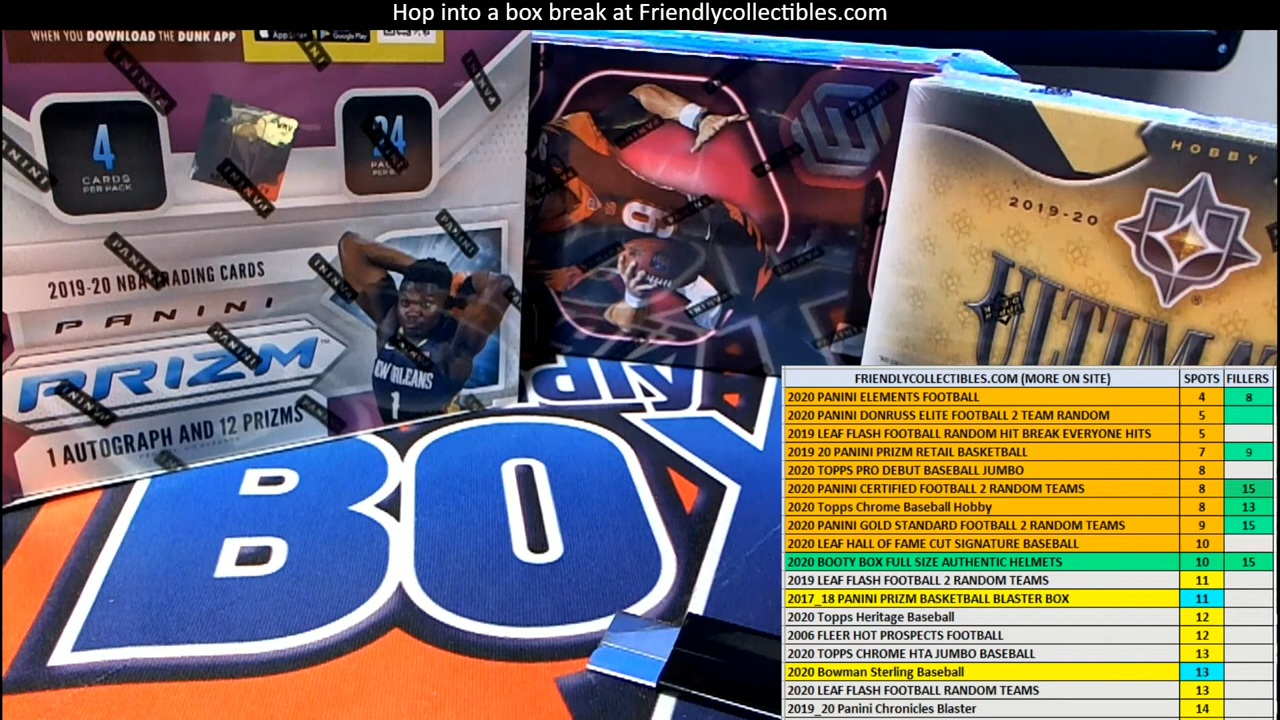 Hop into a box break at Friendlycollectibles.com
WHEN YOU DOWNLOAD THE DUNK APP
App Store
Google Play
4
CARDS
PER PACK
24
2019-20 NBA TRADING CARDS
PANINI
PRIZM
1 AUTOGRAPH AND 12 PRIZMS
NEW ORLEANS
1
HOBBY
2019-20
ULTIMA
BOX
FRIENDLYCOLLECTIBLES.COM (MORE ON SITE) SPOTS FILLERS
2020 PANINI ELEMENTS FOOTBALL 4 8
2020 PANINI DONRUSS ELITE FOOTBALL 2 TEAM RANDOM 5
2019 LEAF FLASH FOOTBALL RANDOM HIT BREAK EVERYONE HITS 5
2019 20 PANINI PRIZM RETAIL BASKETBALL 7 9
2020 TOPPS PRO DEBUT BASEBALL JUMBO 8
2020 PANINI CERTIFIED FOOTBALL 2 RANDOM TEAMS 8 15
2020 Topps Chrome Baseball Hobby 8 13
2020 PANINI GOLD STANDARD FOOTBALL 2 RANDOM TEAMS 9 15
2020 LEAF HALL OF FAME CUT SIGNATURE BASEBALL 10
2020 BOOTY BOX FULL SIZE AUTHENTIC HELMETS 10 15
2019 LEAF FLASH FOOTBALL 2 RANDOM TEAMS 11
2017_18 PANINI PRIZM BASKETBALL BLASTER BOX 11
2020 Topps Heritage Baseball 12
2006 FLEER HOT PROSPECTS FOOTBALL 12
2020 TOPPS CHROME HTA JUMBO BASEBALL 13
2020 Bowman Sterling Baseball 13
2020 LEAF FLASH FOOTBALL RANDOM TEAMS 13
2019_20 Panini Chronicles Blaster 14